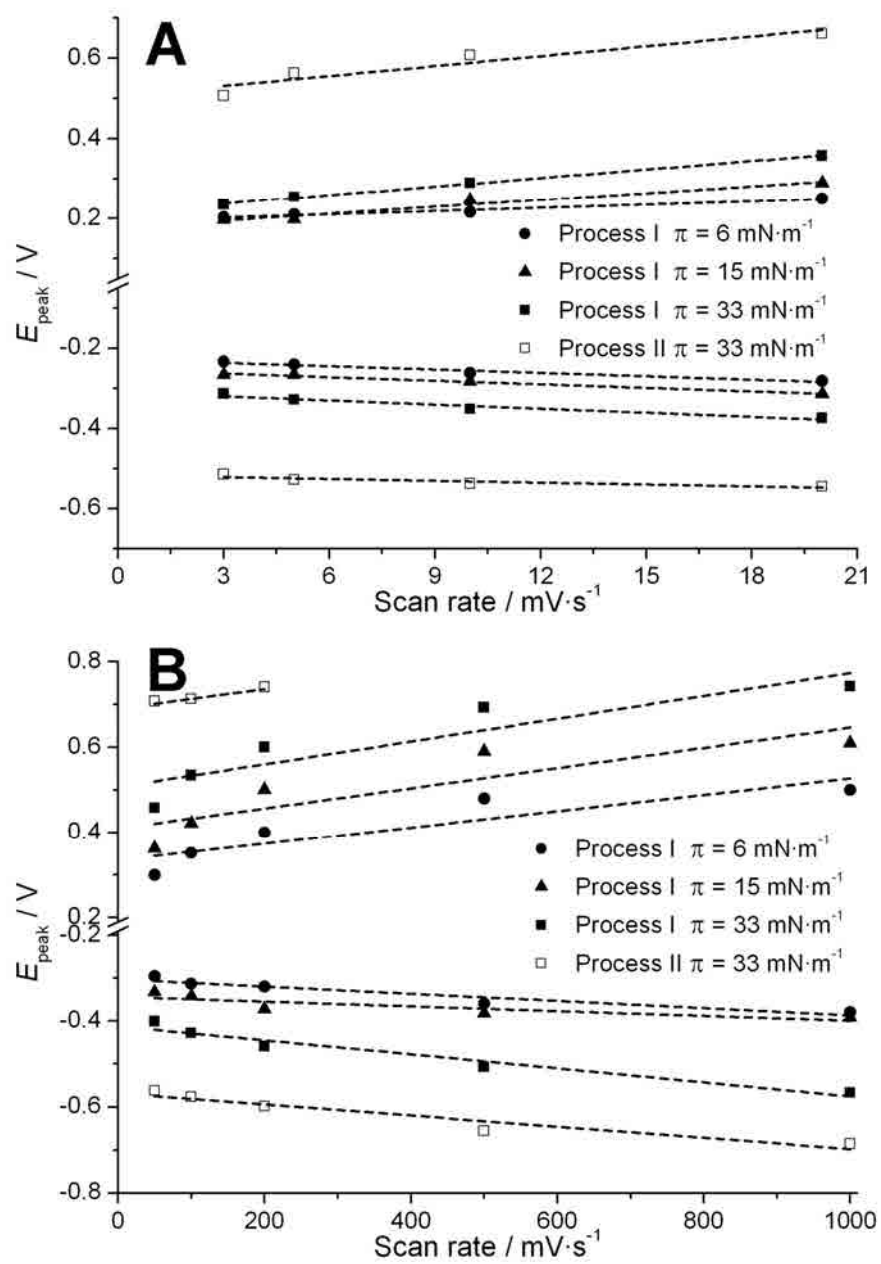 A
0.6
0.4
0.2
-0.2
-0.4
-0.6
E_peak / V
Process I π = 6 mN·m⁻¹
Process I π = 15 mN·m⁻¹
Process I π = 33 mN·m⁻¹
Process II π = 33 mN·m⁻¹
0 3 6 9 12 15 18 21
Scan rate / mV·s⁻¹
B
0.8
0.6
0.4
0.2
-0.2
-0.4
-0.6
-0.8
E_peak / V
Process I π = 6 mN·m⁻¹
Process I π = 15 mN·m⁻¹
Process I π = 33 mN·m⁻¹
Process II π = 33 mN·m⁻¹
0 200 400 600 800 1000
Scan rate / mV·s⁻¹